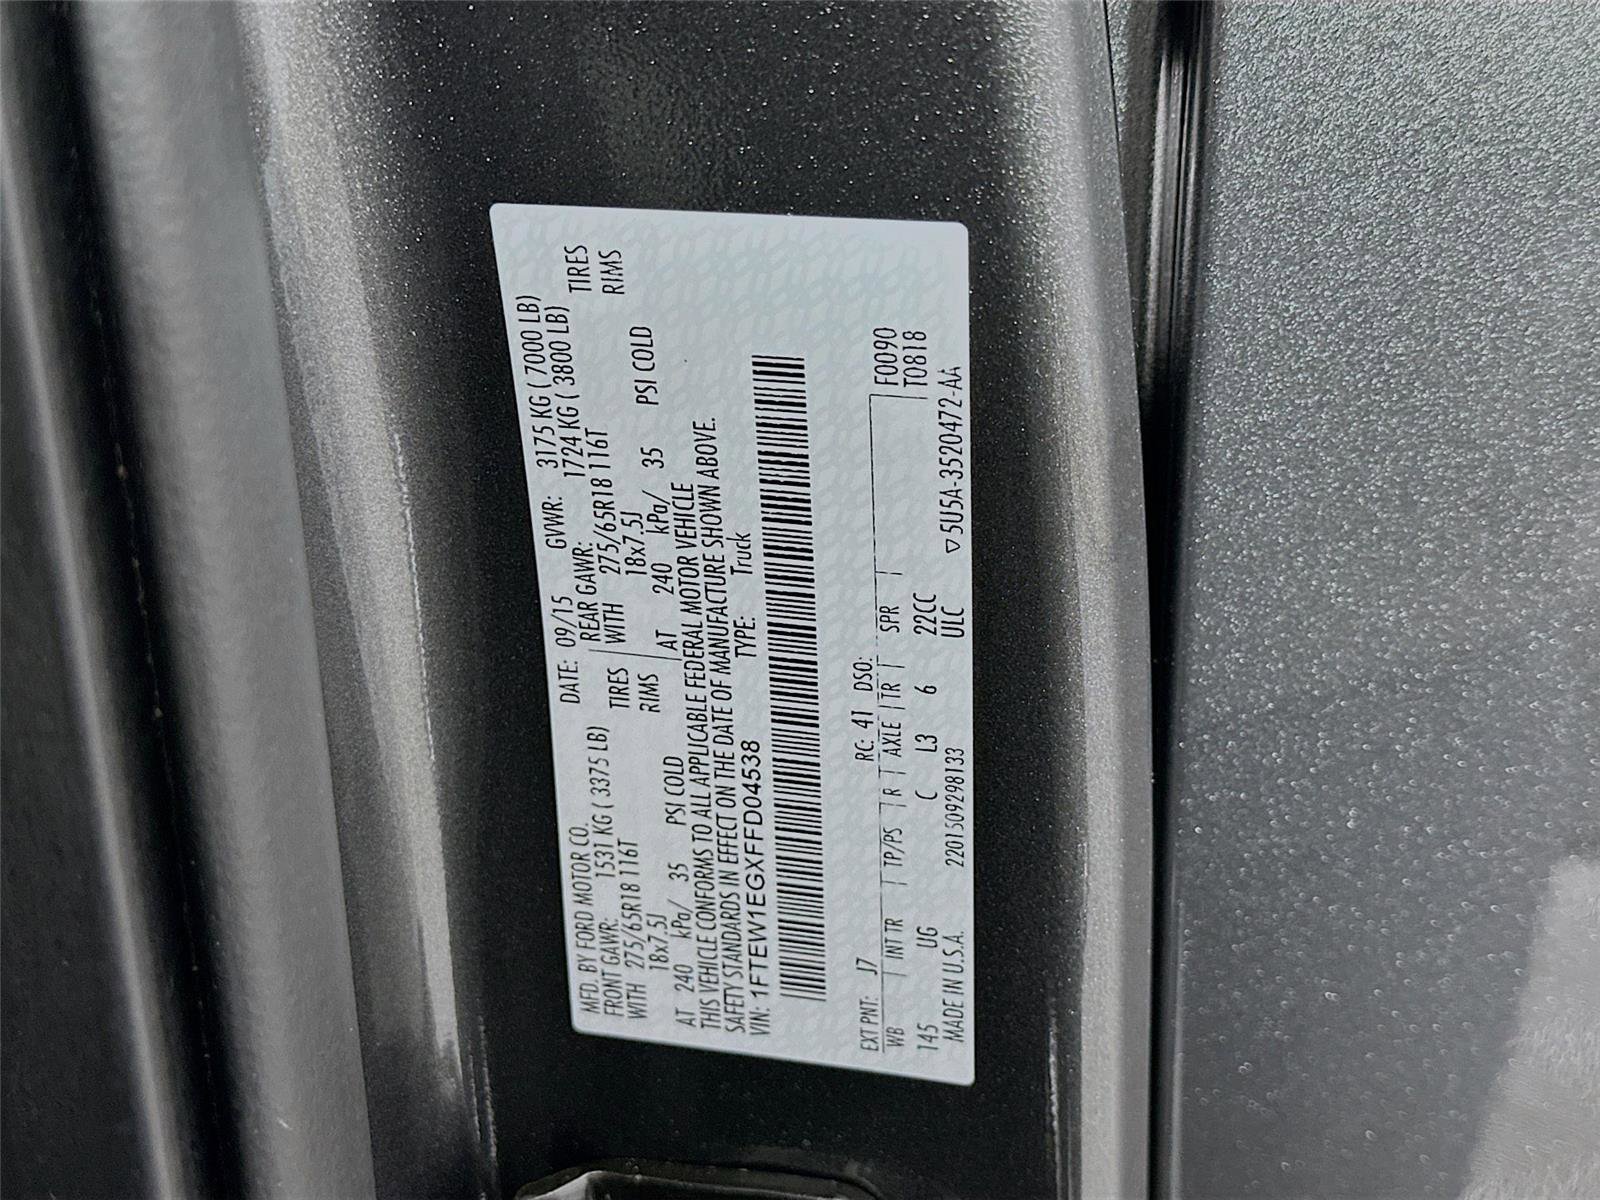 MFD. BY FORD MOTOR CO. DATE: 09/15 GVWR: 3175 KG ( 7000 LB)
FRONT GAWR: 1531 KG ( 3375 LB) REAR GAWR: 1724 KG ( 3800 LB)
WITH 275/65R18 116T TIRES WITH 275/65R18 116T TIRES
18x7.5J RIMS 18x7.5J RIMS
AT 240 kPa/ 35 PSI COLD AT 240 kPa/ 35 PSI COLD
THIS VEHICLE CONFORMS TO ALL APPLICABLE FEDERAL MOTOR VEHICLE
SAFETY STANDARDS IN EFFECT ON THE DATE OF MANUFACTURE SHOWN ABOVE.
VIN: 1FTEW1EGXFFD04538 TYPE: Truck
EXT PNT: J7 RC: 41 DSO: F0090
WB INT TR TP/PS R AXLE TR SPR T0818
145 UG C L3 6 22CC
MADE IN U.S.A. 2201509298133 ULC ▽5U5A-3520472-AA